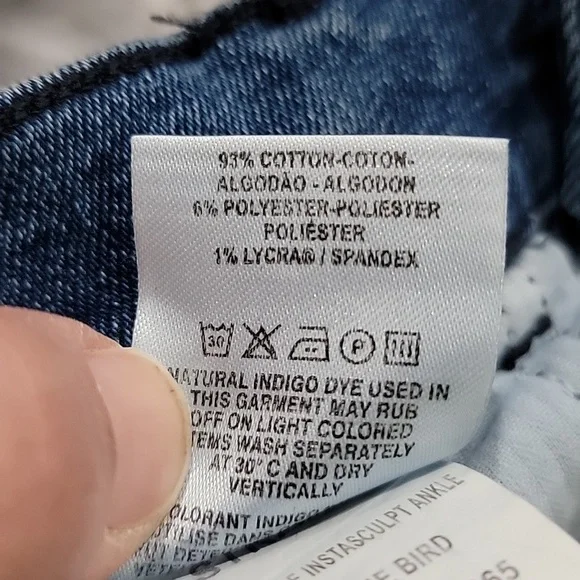 93% COTTON-COTON-
ALGODÃO - ALGODON
6% POLYESTER-POLIESTER
POLIÉSTER
1% LYCRA® / SPANDEX
30 P
NATURAL INDIGO DYE USED IN
THIS GARMENT MAY RUB
OFF ON LIGHT COLORED
ITEMS WASH SEPARATELY
AT 30° C AND DRY
VERTICALLY
COLORANT INDIGO
INSTASCULPT ANKLE
BIRD